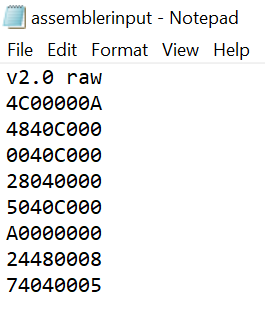 assemblerinput - Notepad
File Edit Format View Help
v2.0 raw
4C00000A
4840C000
0040C000
28040000
5040C000
A0000000
24480008
74040005